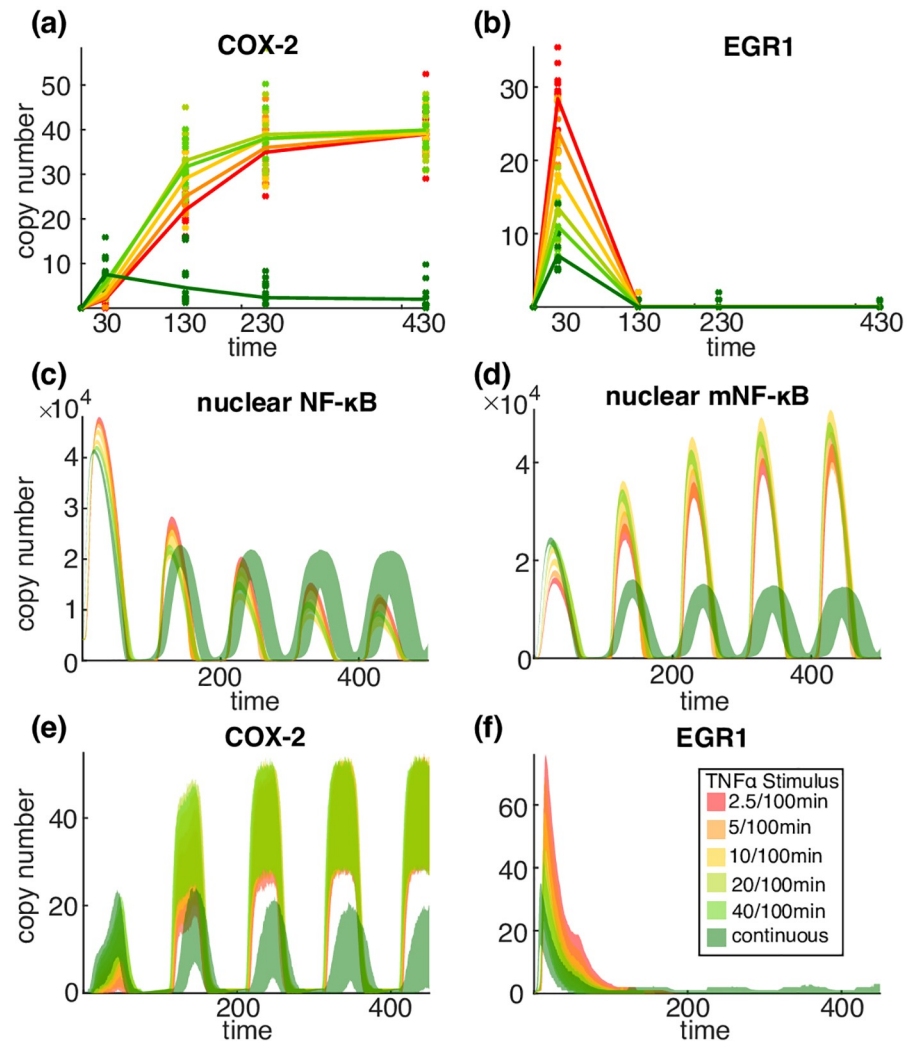 (a)
COX-2
50
40
30
20
10
copy number
30 130 230 430
time
(b)
EGR1
30
20
10
30 130 230 430
time
(c)
nuclear NF-κB
×10⁴
4
3
2
1
0
copy number
200 400
time
(d)
nuclear mNF-κB
×10⁴
4
2
0
200 400
time
(e)
COX-2
40
20
0
copy number
200 400
time
(f)
EGR1
60
40
20
0
200 400
time
TNFα Stimulus
2.5/100min
5/100min
10/100min
20/100min
40/100min
continuous